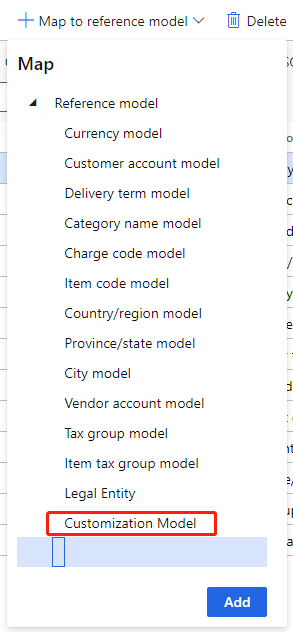 Map to reference model Delete
Map
Reference model
Currency model
Customer account model
Delivery term model
Category name model
Charge code model
Item code model
Country/region model
Province/state model
City model
Vendor account model
Tax group model
Item tax group model
Legal Entity
Customization Model
Add